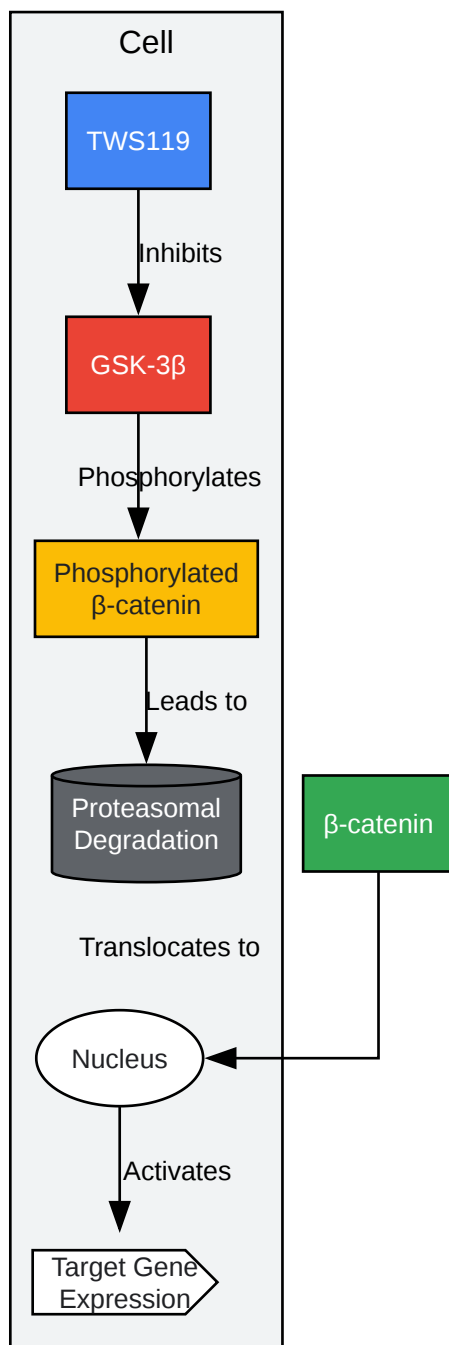 Cell
TWS119
Inhibits
GSK-3β
Phosphorylates
Phosphorylated
β-catenin
Leads to
Proteasomal
Degradation
β-catenin
Translocates to
Nucleus
Activates
Target Gene
Expression